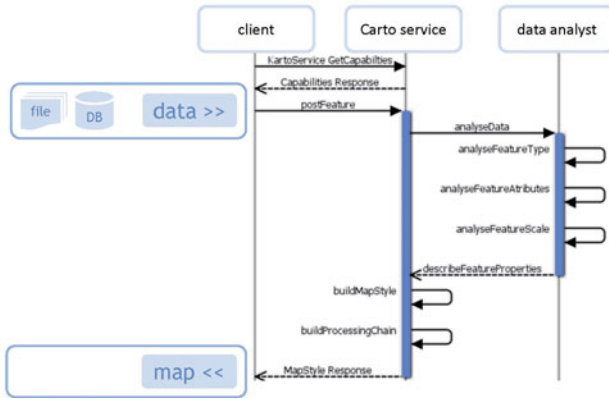 client
Carto service
data analyst
KartoService GetCapabilties
Capabilities Response
file
DB
data >>
postFeature
analyseData
analyseFeatureType
analyseFeatureAtributes
analyseFeatureScale
describeFeatureProperties
buildMapStyle
buildProcessingChain
map <<
MapStyle Response